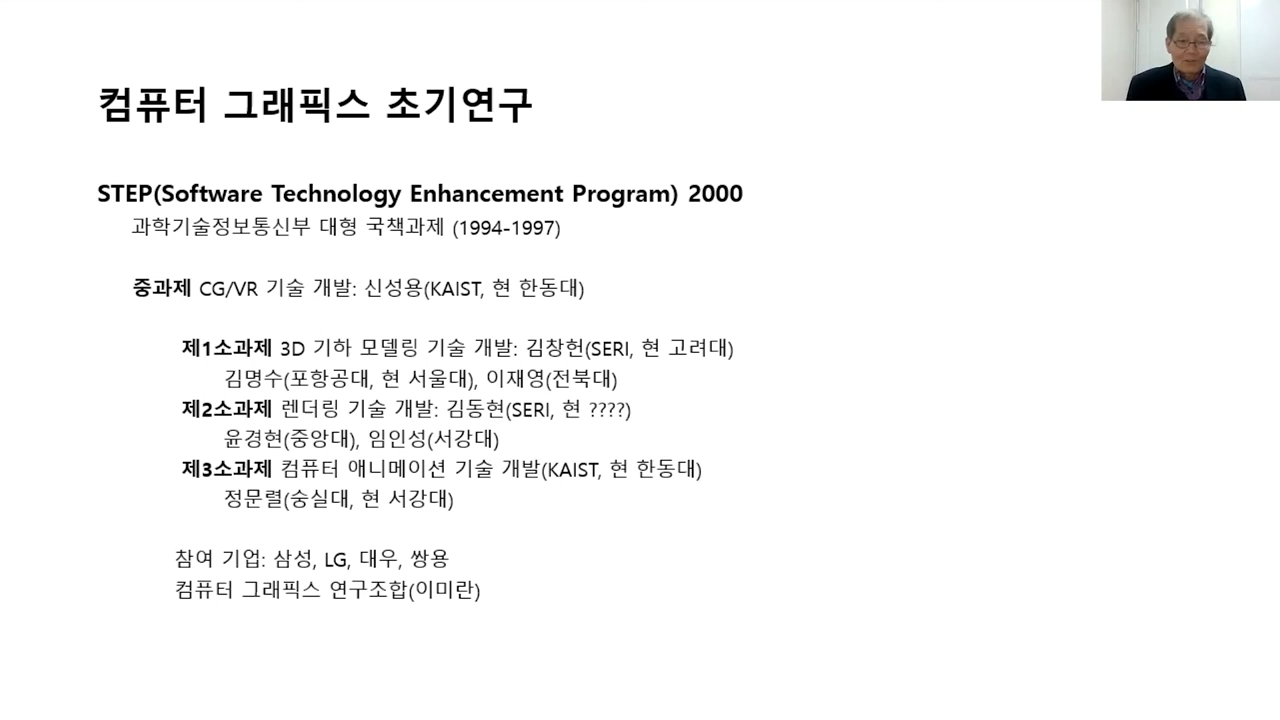 컴퓨터 그래픽스 초기연구
STEP(Software Technology Enhancement Program) 2000
과학기술정보통신부 대형 국책과제 (1994-1997)
중과제 CG/VR 기술 개발: 신성용(KAIST, 현 한동대)
제1소과제 3D 기하 모델링 기술 개발: 김창헌(SERI, 현 고려대)
김명수(포항공대, 현 서울대), 이재영(전북대)
제2소과제 렌더링 기술 개발: 김동현(SERI, 현 ????)
윤경현(중앙대), 임인성(서강대)
제3소과제 컴퓨터 애니메이션 기술 개발(KAIST, 현 한동대)
정문렬(숭실대, 현 서강대)
참여 기업: 삼성, LG, 대우, 쌍용
컴퓨터 그래픽스 연구조합(이미란)